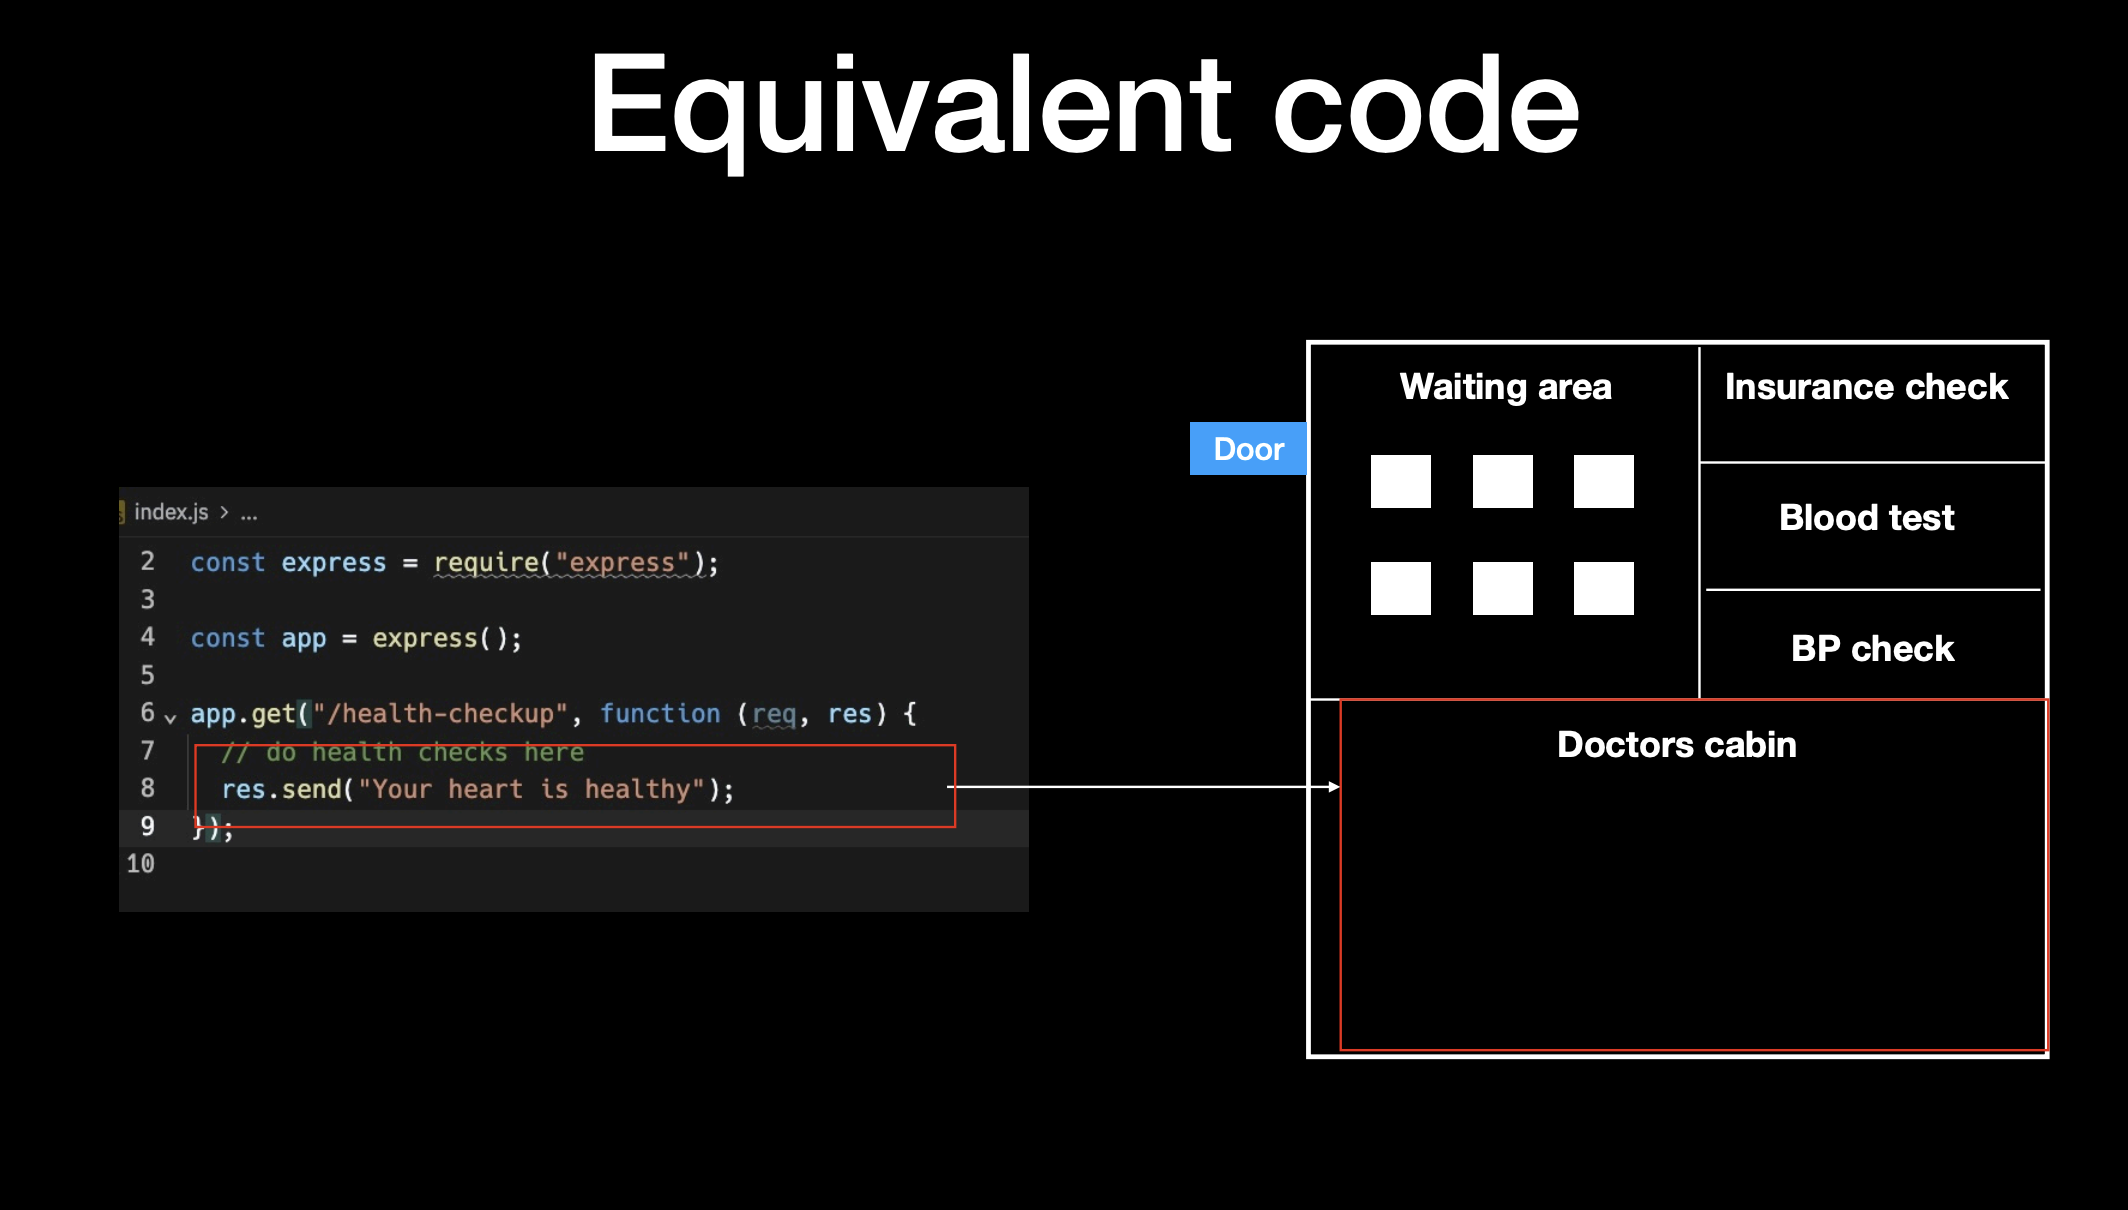 Equivalent code
index.js > ...
2 const express = require("express");
3
4 const app = express();
5
6 app.get("/health-checkup", function (req, res) {
7 // do health checks here
8 res.send("Your heart is healthy");
9 });
10
Door
Waiting area
Insurance check
Blood test
BP check
Doctors cabin